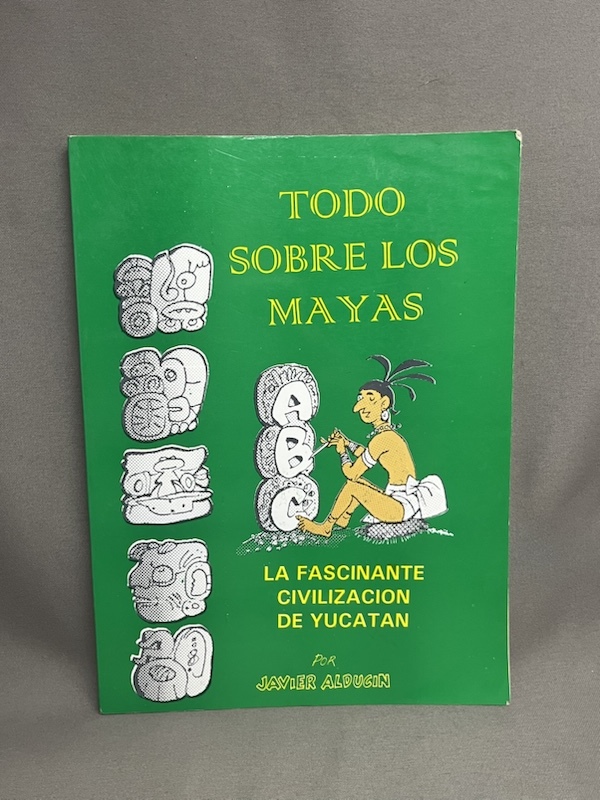 TODO
SOBRE LOS
MAYAS
A
B
C
LA FASCINANTE
CIVILIZACION
DE YUCATAN
POR
JAVIER ALDUCIN